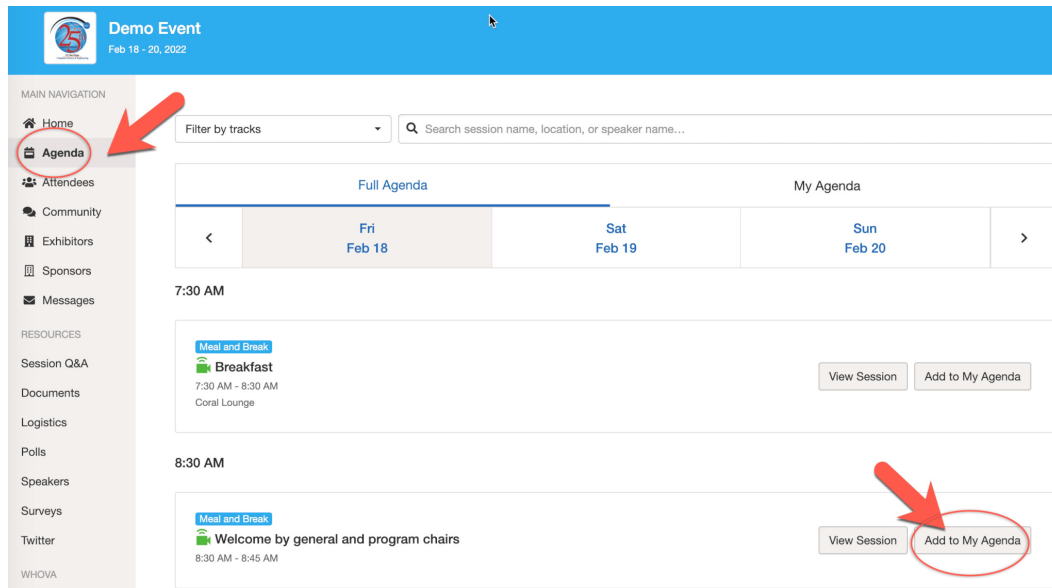 25
Demo Event
Feb 18 - 20, 2022
MAIN NAVIGATION
Home
Agenda
Attendees
Community
Exhibitors
Sponsors
Messages
RESOURCES
Session Q&A
Documents
Logistics
Polls
Speakers
Surveys
Twitter
WHOVA
Filter by tracks
Search session name, location, or speaker name...
Full Agenda
My Agenda
Fri
Feb 18
Sat
Feb 19
Sun
Feb 20
7:30 AM
Meal and Break
Breakfast
7:30 AM - 8:30 AM
Coral Lounge
View Session
Add to My Agenda
8:30 AM
Meal and Break
Welcome by general and program chairs
8:30 AM - 8:45 AM
View Session
Add to My Agenda